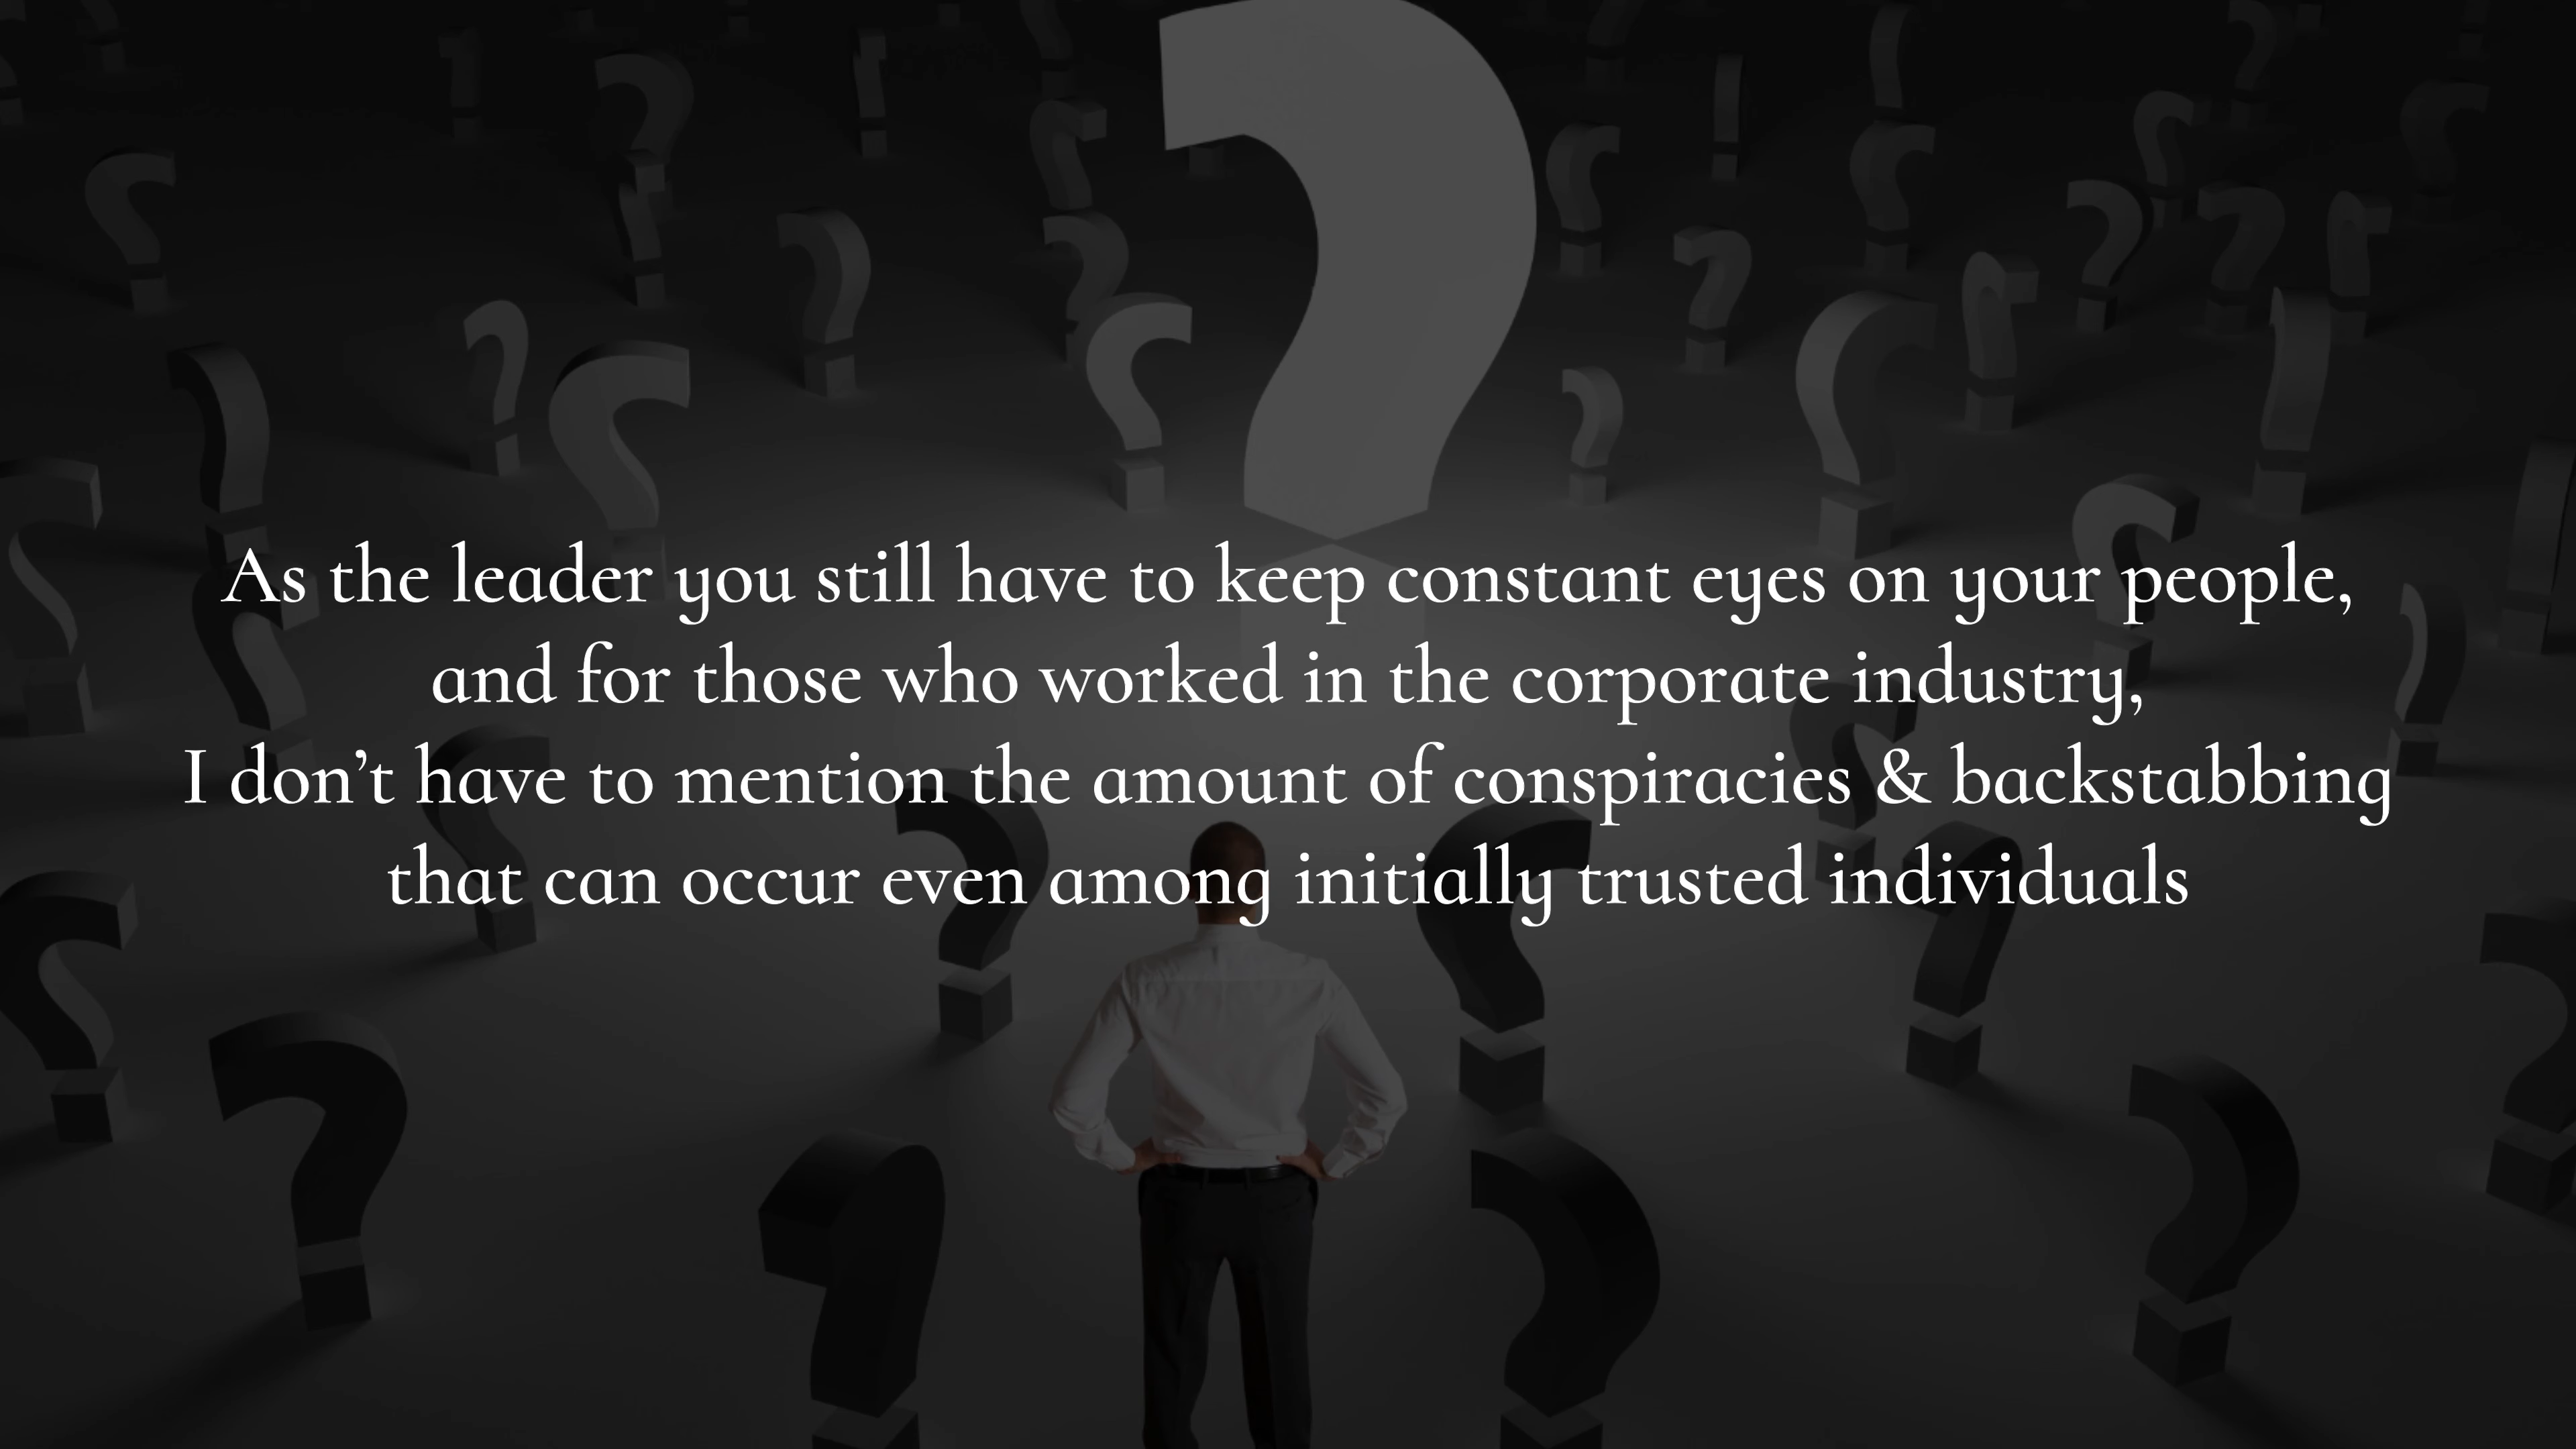 As the leader you still have to keep constant eyes on your people,
and for those who worked in the corporate industry,
I don’t have to mention the amount of conspiracies & backstabbing
that can occur even among initially trusted individuals